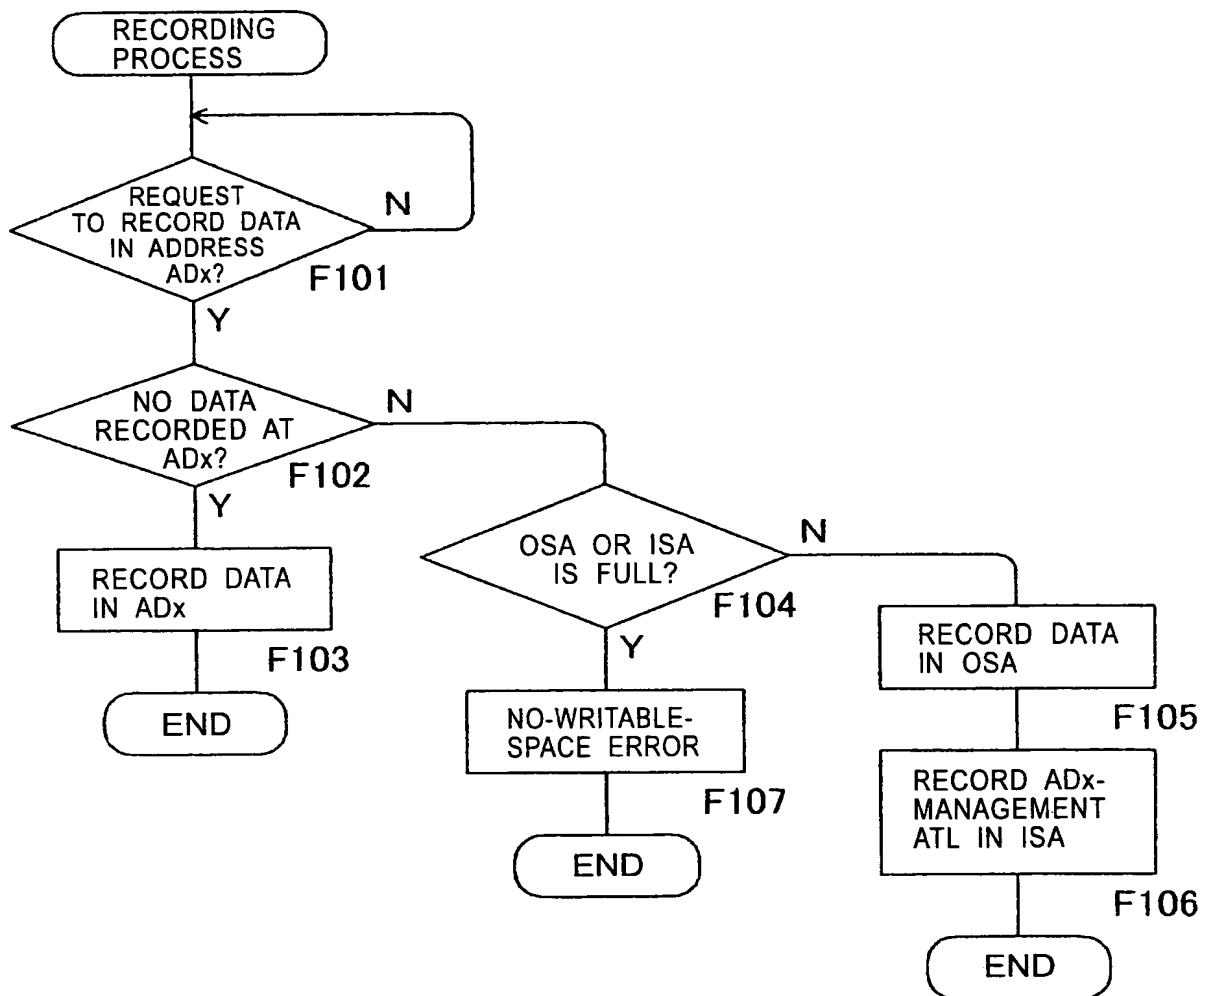 RECORDING
PROCESS
REQUEST
TO RECORD DATA
IN ADDRESS
ADx?
N
F101
Y
NO DATA
RECORDED AT
ADx?
N
F102
Y
RECORD DATA
IN ADx
F103
END
OSA OR ISA
IS FULL?
N
F104
Y
NO-WRITABLE-
SPACE ERROR
F107
END
RECORD DATA
IN OSA
F105
RECORD ADx-
MANAGEMENT
ATL IN ISA
F106
END